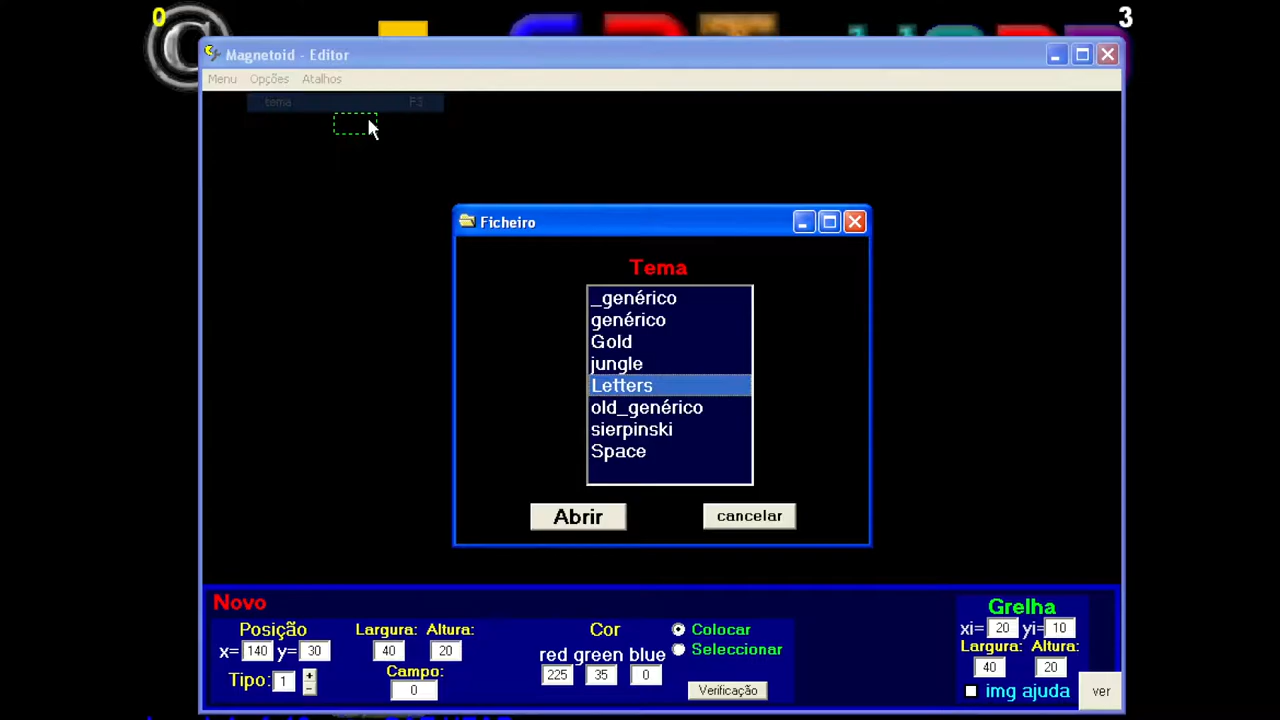 0
3
Magnetoid - Editor
Menu Opções Atalhos
tema F3
Ficheiro
Tema
_genérico
genérico
Gold
jungle
Letters
old_genérico
sierpinski
Space
Abrir cancelar
Novo
Posição
x= 140 y= 30
Tipo: 1 + -
Largura: Altura:
40 20
Campo:
0
Cor
red green blue
225 35 0
Colocar
Seleccionar
Verificação
Grelha
xi= 20 yi= 10
Largura: Altura:
40 20
img ajuda
ver